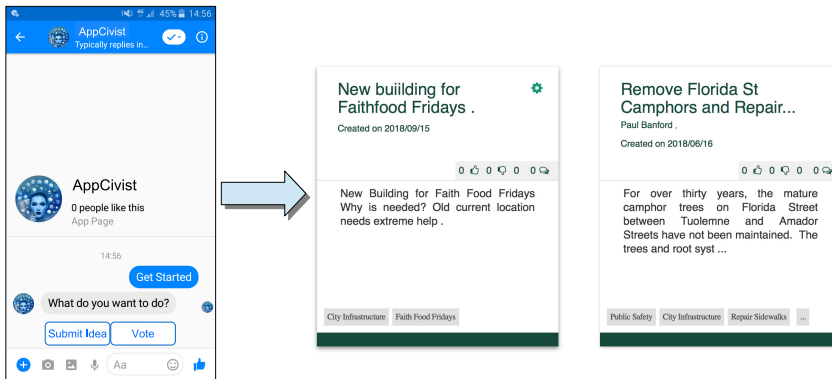 45% 14:56
AppCivist
Typically replies in...
AppCivist
0 people like this
App Page
14:56
Get Started
What do you want to do?
Submit Idea
Vote
Aa
New buiilding for
Faithfood Fridays .
Created on 2018/09/15
0 0 0 0
New Building for Faith Food Fridays
Why is needed? Old current location
needs extreme help .
City Infrastructure Faith Food Fridays
Remove Florida St
Camphors and Repair...
Paul Banford ,
Created on 2018/06/16
0 0 0 0
For over thirty years, the mature
camphor trees on Florida Street
between Tuolemne and Amador
Streets have not been maintained. The
trees and root syst ...
Public Safety City Infrastructure Repair Sidewalks ...